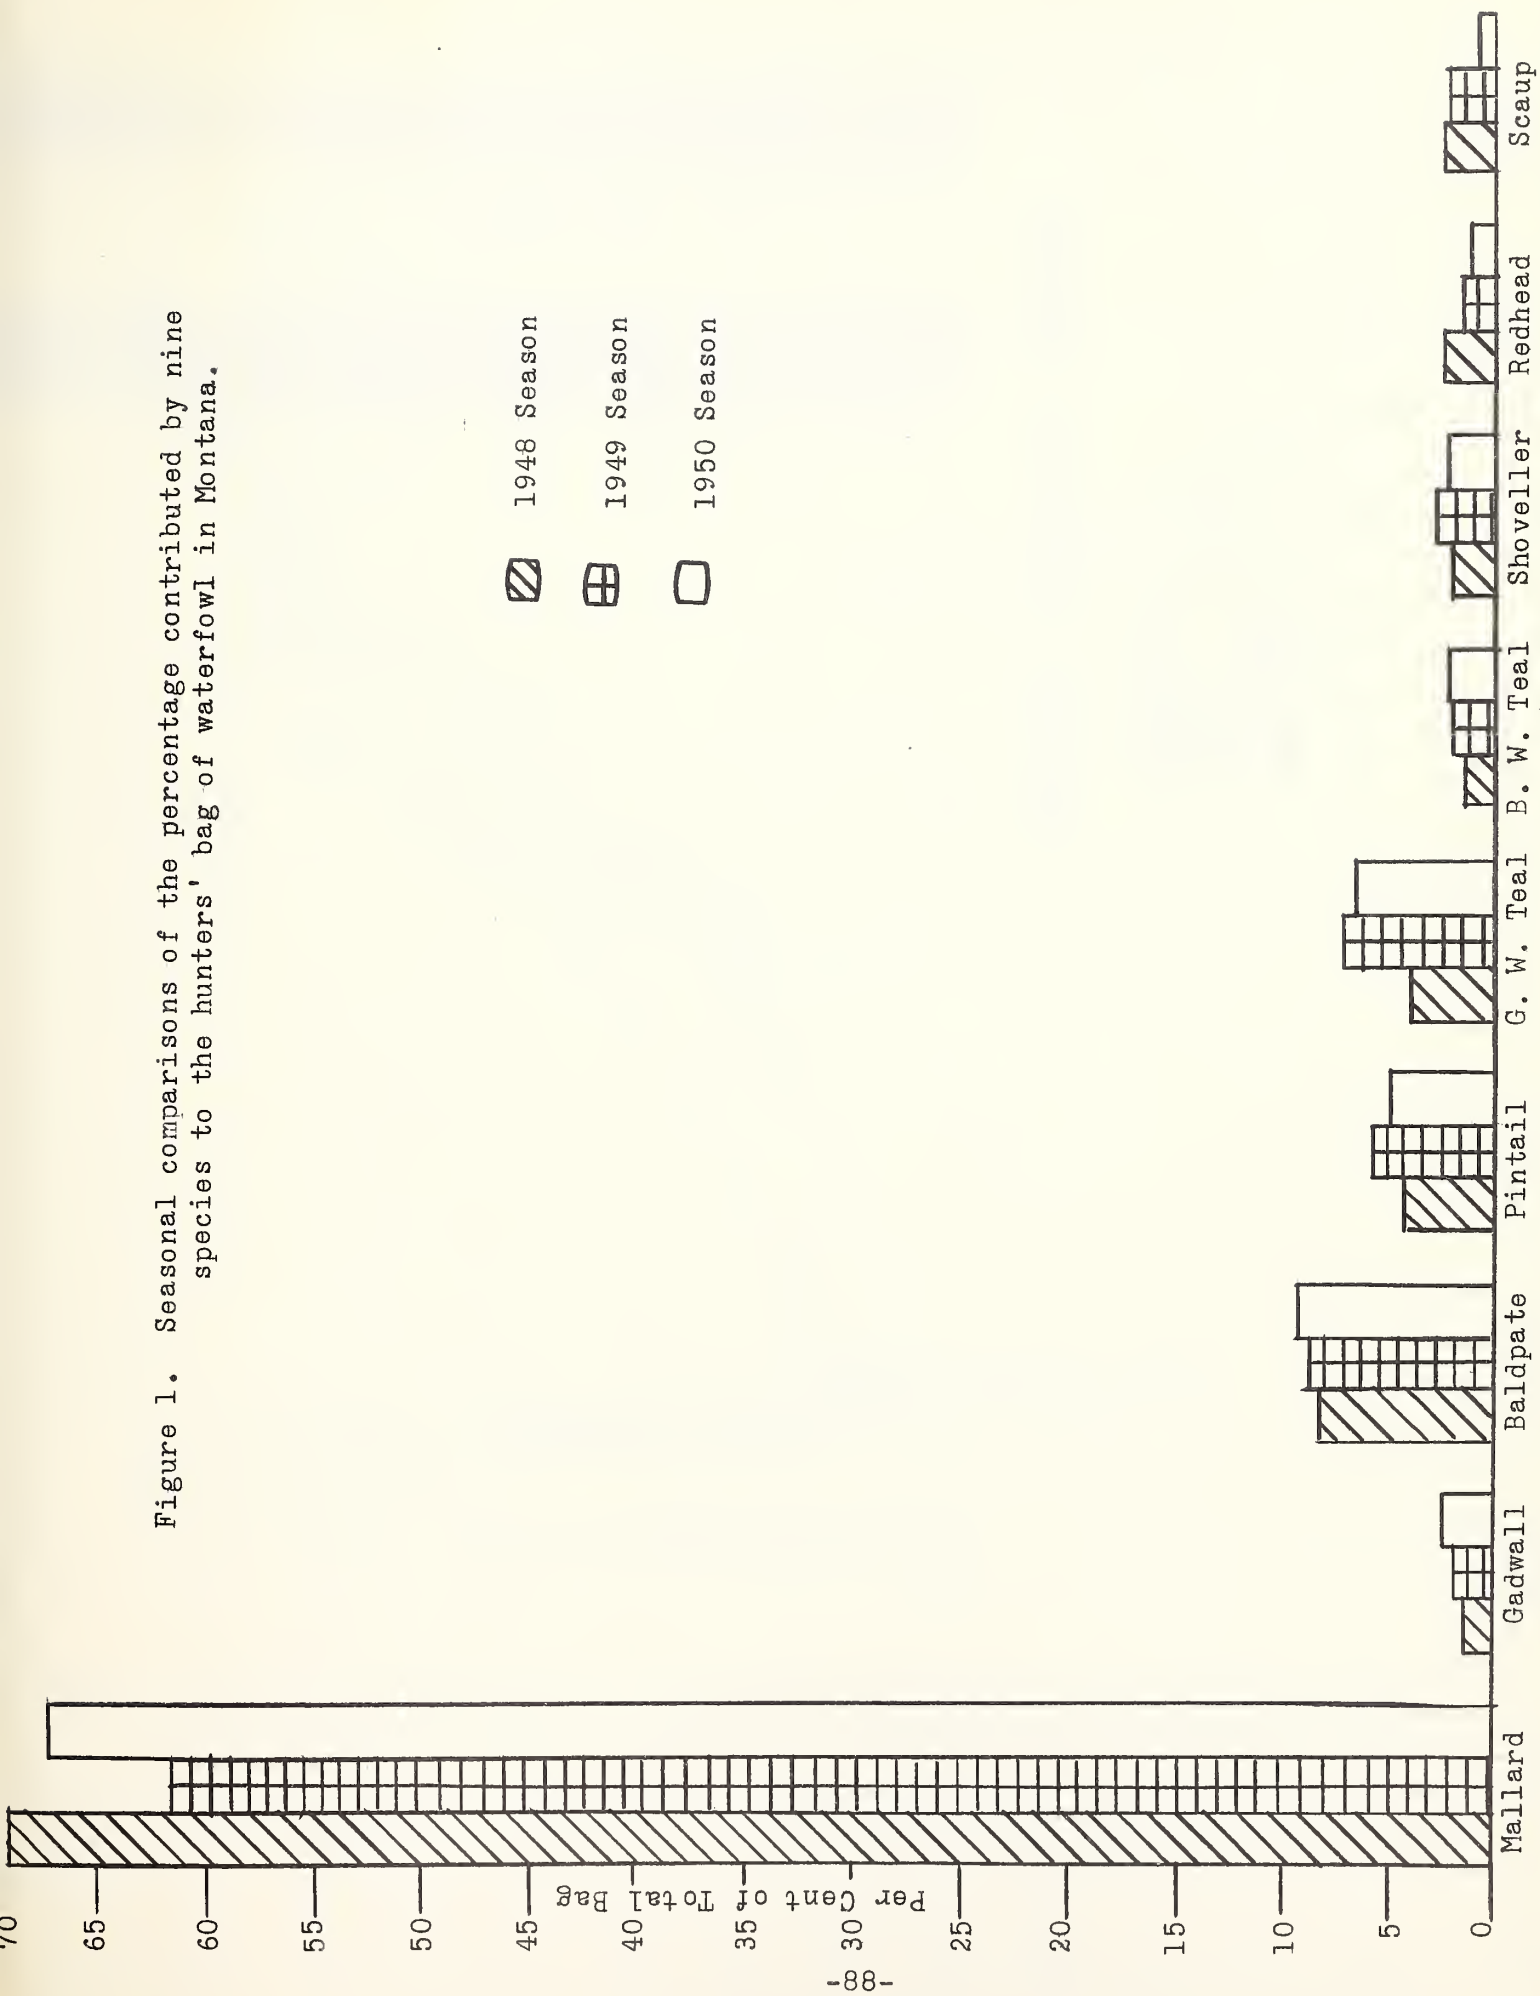 Figure 1. Seasonal comparisons of the percentage contributed by nine
species to the hunters' bag of waterfowl in Montana.
1948 Season
1949 Season
1950 Season
Per Cent of Total Bag
70
65
60
55
50
45
40
35
30
25
20
15
10
5
0
Mallard
Gadwall
Baldpate
Pintail
G. W. Teal
B. W. Teal
Shoveller
Redhead
Scaup
-88-